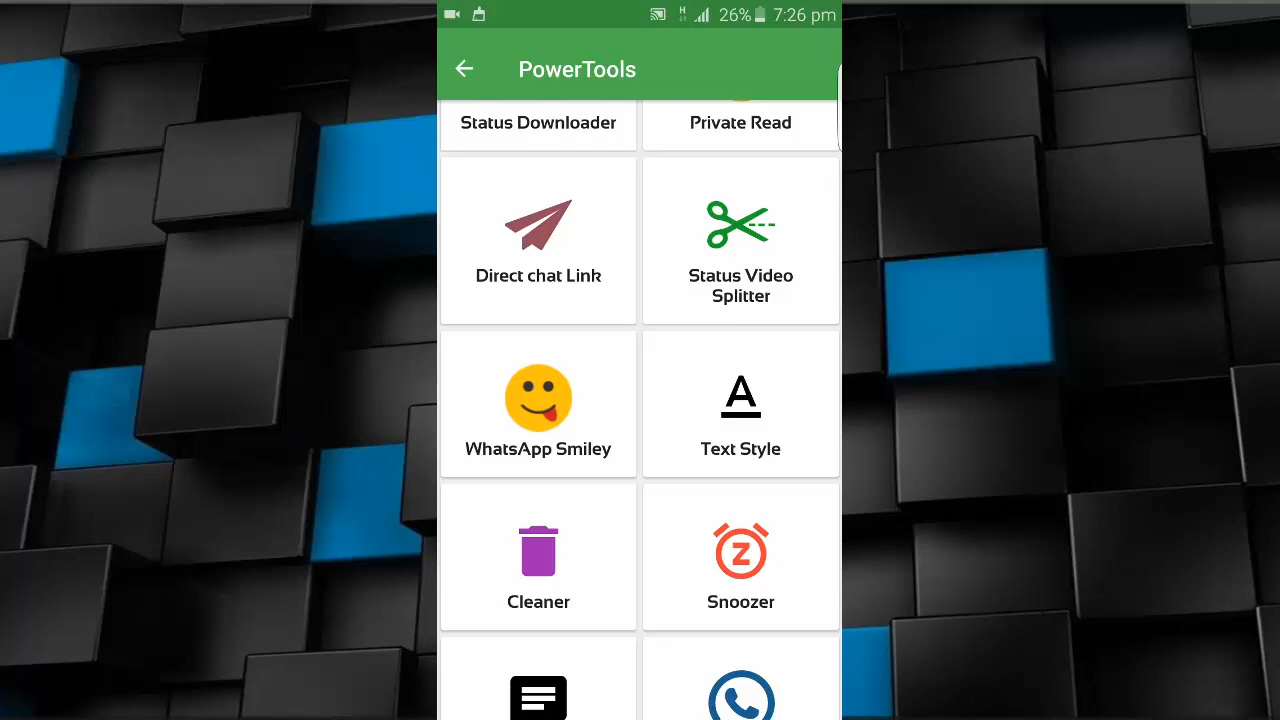 26% 7:26 pm
PowerTools
Status Downloader
Private Read
Direct chat Link
Status Video
Splitter
WhatsApp Smiley
A
Text Style
Cleaner
Z
Snoozer